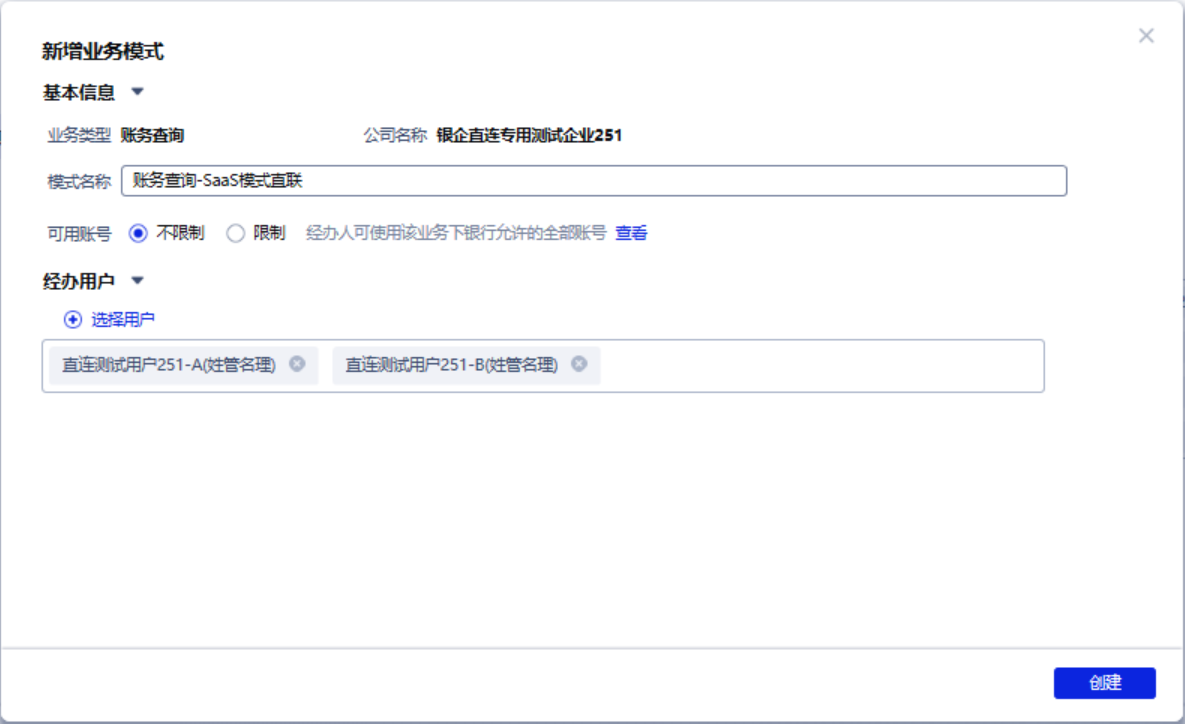 新增业务模式
基本信息
业务类型 账务查询 公司名称 银企直连专用测试企业251
模式名称 账务查询-SaaS模式直联
可用账号 不限制 限制 经办人可使用该业务下银行允许的全部账号 查看
经办用户
选择用户
直连测试用户251-A(姓管名理) 直连测试用户251-B(姓管名理)
创建